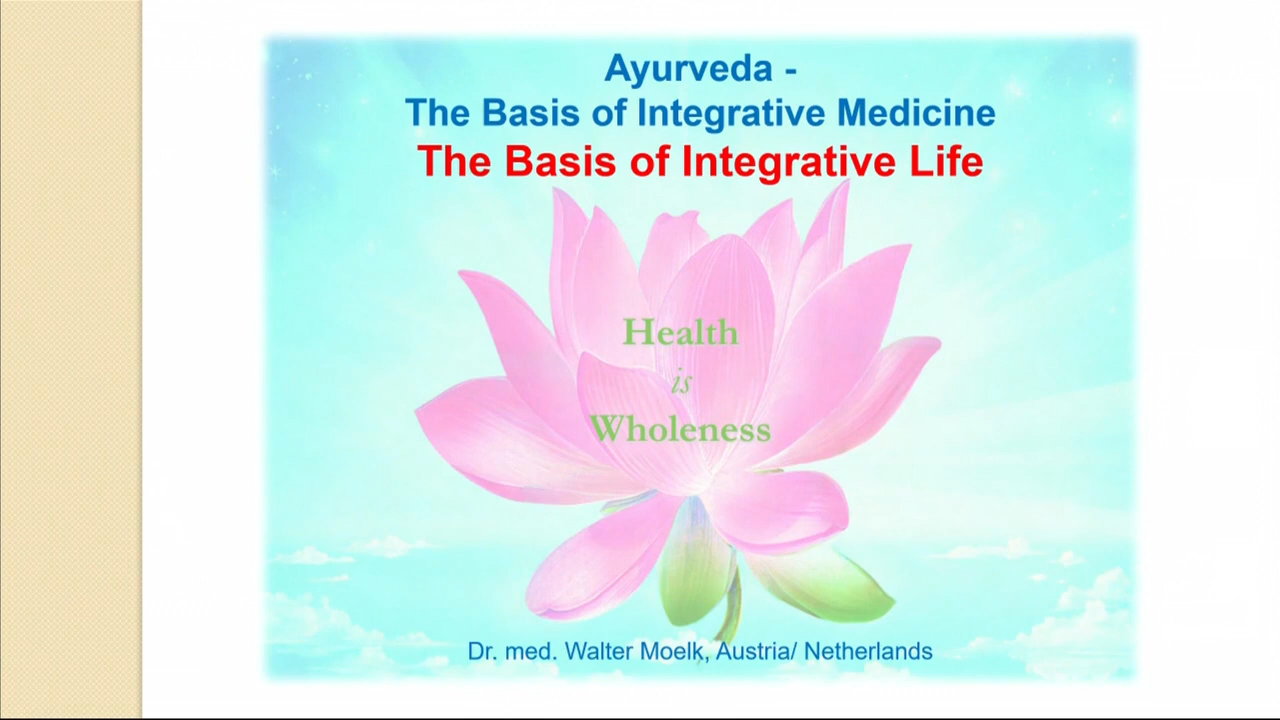 Ayurveda -
The Basis of Integrative Medicine
The Basis of Integrative Life
Health
is
Wholeness
Dr. med. Walter Moelk, Austria/ Netherlands